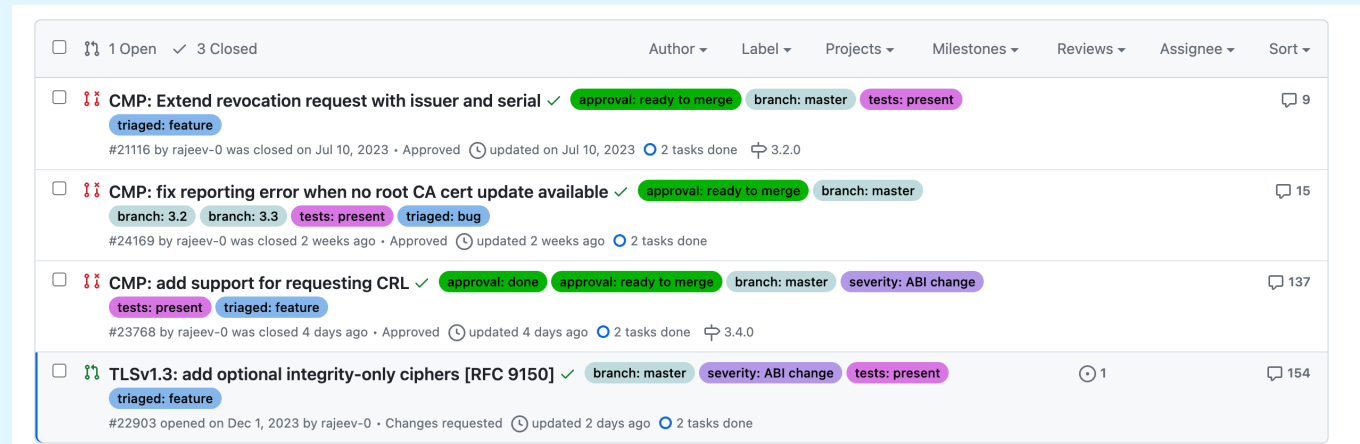 1 Open 3 Closed Author Label Projects Milestones Reviews Assignee Sort
CMP: Extend revocation request with issuer and serial approval: ready to merge branch: master tests: present 9
triaged: feature
#21116 by rajeev-0 was closed on Jul 10, 2023 • Approved updated on Jul 10, 2023 2 tasks done 3.2.0
CMP: fix reporting error when no root CA cert update available approval: ready to merge branch: master 15
branch: 3.2 branch: 3.3 tests: present triaged: bug
#24169 by rajeev-0 was closed 2 weeks ago • Approved updated 2 weeks ago 2 tasks done
CMP: add support for requesting CRL approval: done approval: ready to merge branch: master severity: ABI change 137
tests: present triaged: feature
#23768 by rajeev-0 was closed 4 days ago • Approved updated 4 days ago 2 tasks done 3.4.0
TLSv1.3: add optional integrity-only ciphers [RFC 9150] branch: master severity: ABI change tests: present 1 154
triaged: feature
#22903 opened on Dec 1, 2023 by rajeev-0 • Changes requested updated 2 days ago 2 tasks done